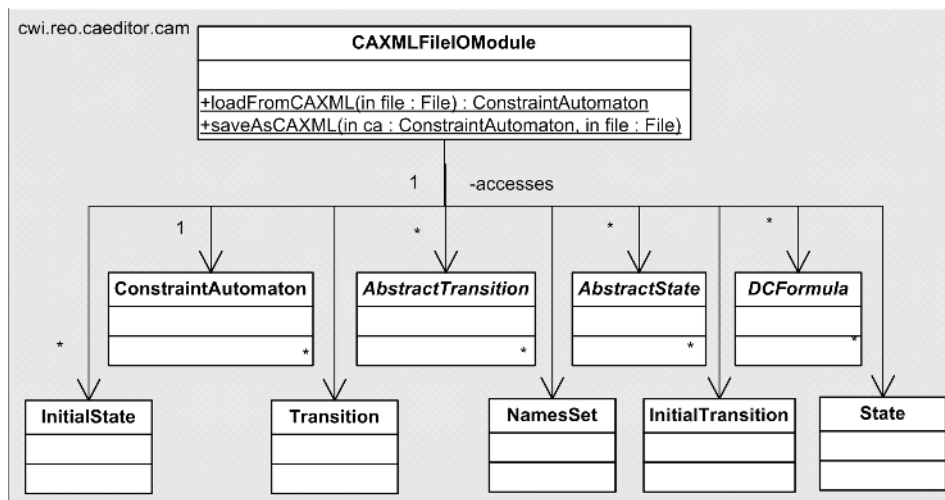 cwi.reo.caeditor.cam
CAXMLFileIOModule
+loadFromCAXML(in file : File) : ConstraintAutomaton
+saveAsCAXML(in ca : ConstraintAutomaton, in file : File)
1 -accesses
1 * * *
ConstraintAutomaton AbstractTransition AbstractState DCFormula
* * * * *
InitialState Transition NamesSet InitialTransition State